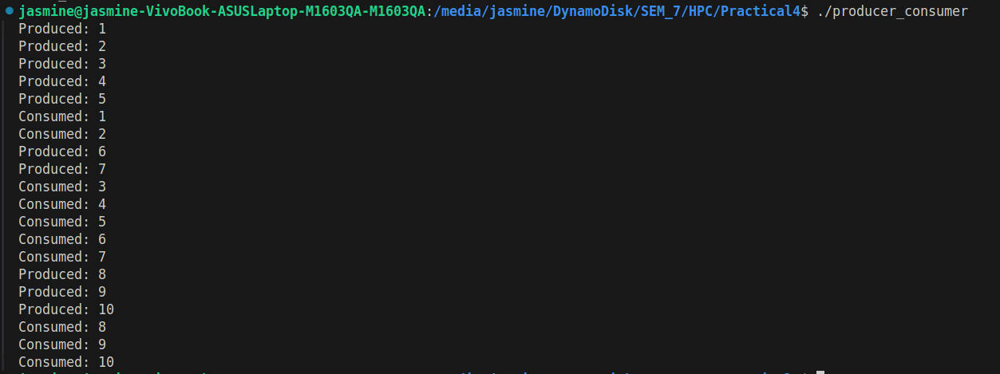 jasmine@jasmine-VivoBook-ASUSLaptop-M1603QA-M1603QA:/media/jasmine/DynamoDisk/SEM_7/HPC/Practical4$ ./producer_consumer
Produced: 1
Produced: 2
Produced: 3
Produced: 4
Produced: 5
Consumed: 1
Consumed: 2
Produced: 6
Produced: 7
Consumed: 3
Consumed: 4
Consumed: 5
Consumed: 6
Consumed: 7
Produced: 8
Produced: 9
Produced: 10
Consumed: 8
Consumed: 9
Consumed: 10